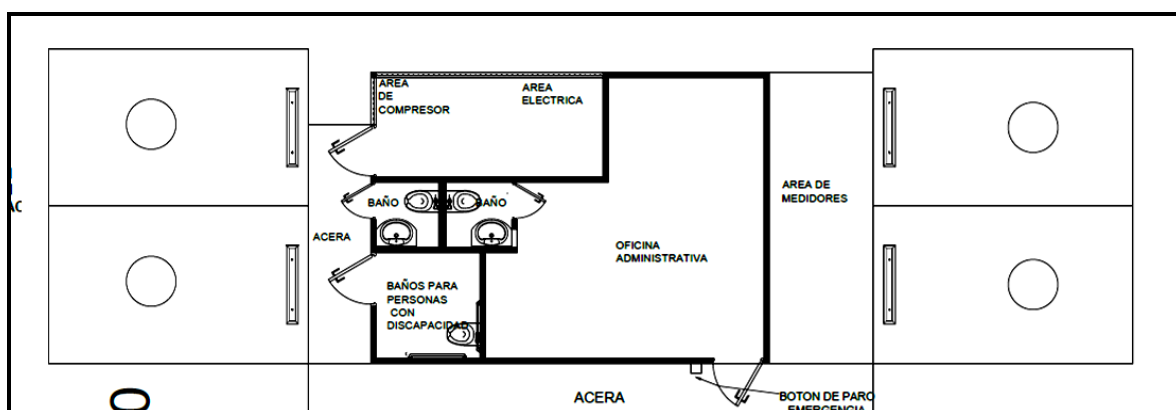 AREA
DE
COMPRESOR
AREA
ELECTRICA
AREA DE
MEDIDORES
BAÑO
BAÑO
ACERA
OFICINA
ADMINISTRATIVA
BAÑOS PARA
PERSONAS
CON
DISCAPACIDAD
ACERA
BOTON DE PARO
EMERGENCIA